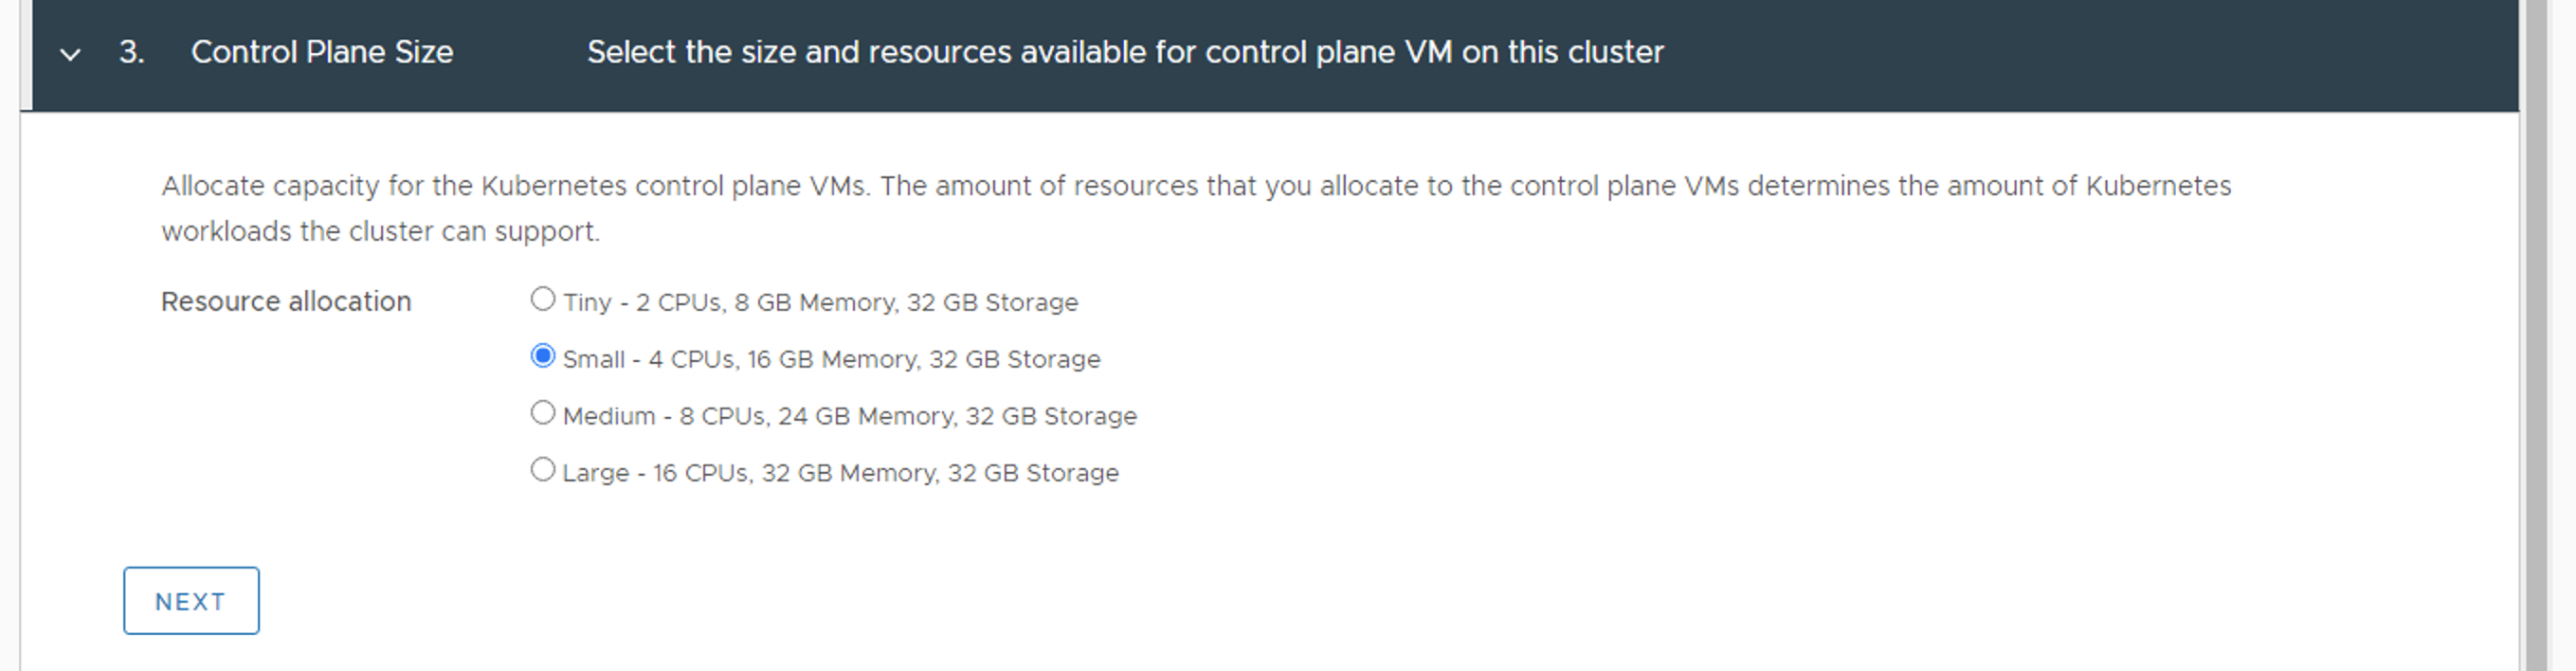 3. Control Plane Size Select the size and resources available for control plane VM on this cluster
Allocate capacity for the Kubernetes control plane VMs. The amount of resources that you allocate to the control plane VMs determines the amount of Kubernetes
workloads the cluster can support.
Resource allocation Tiny - 2 CPUs, 8 GB Memory, 32 GB Storage
Small - 4 CPUs, 16 GB Memory, 32 GB Storage
Medium - 8 CPUs, 24 GB Memory, 32 GB Storage
Large - 16 CPUs, 32 GB Memory, 32 GB Storage
NEXT